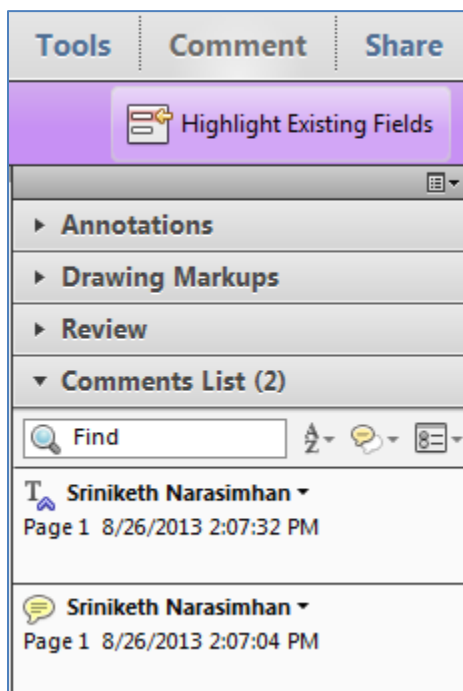 Tools Comment Share
Highlight Existing Fields
Annotations
Drawing Markups
Review
Comments List (2)
Find
Sriniketh Narasimhan
Page 1 8/26/2013 2:07:32 PM
Sriniketh Narasimhan
Page 1 8/26/2013 2:07:04 PM